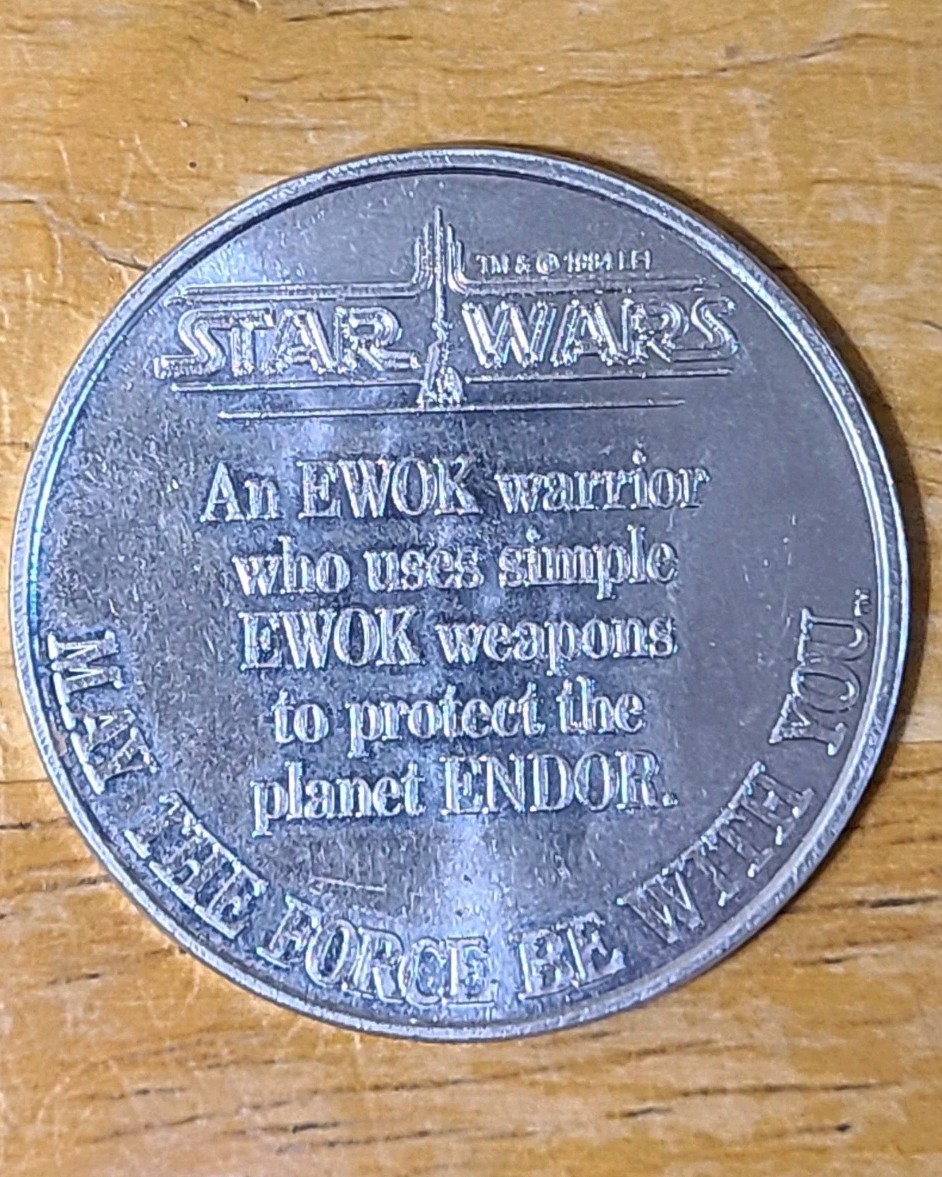 TM & © 1984 LFL
STAR WARS
An EWOK warrior
who uses simple
EWOK weapons
to protect the
planet ENDOR.
MAY THE FORCE BE WITH YOU™